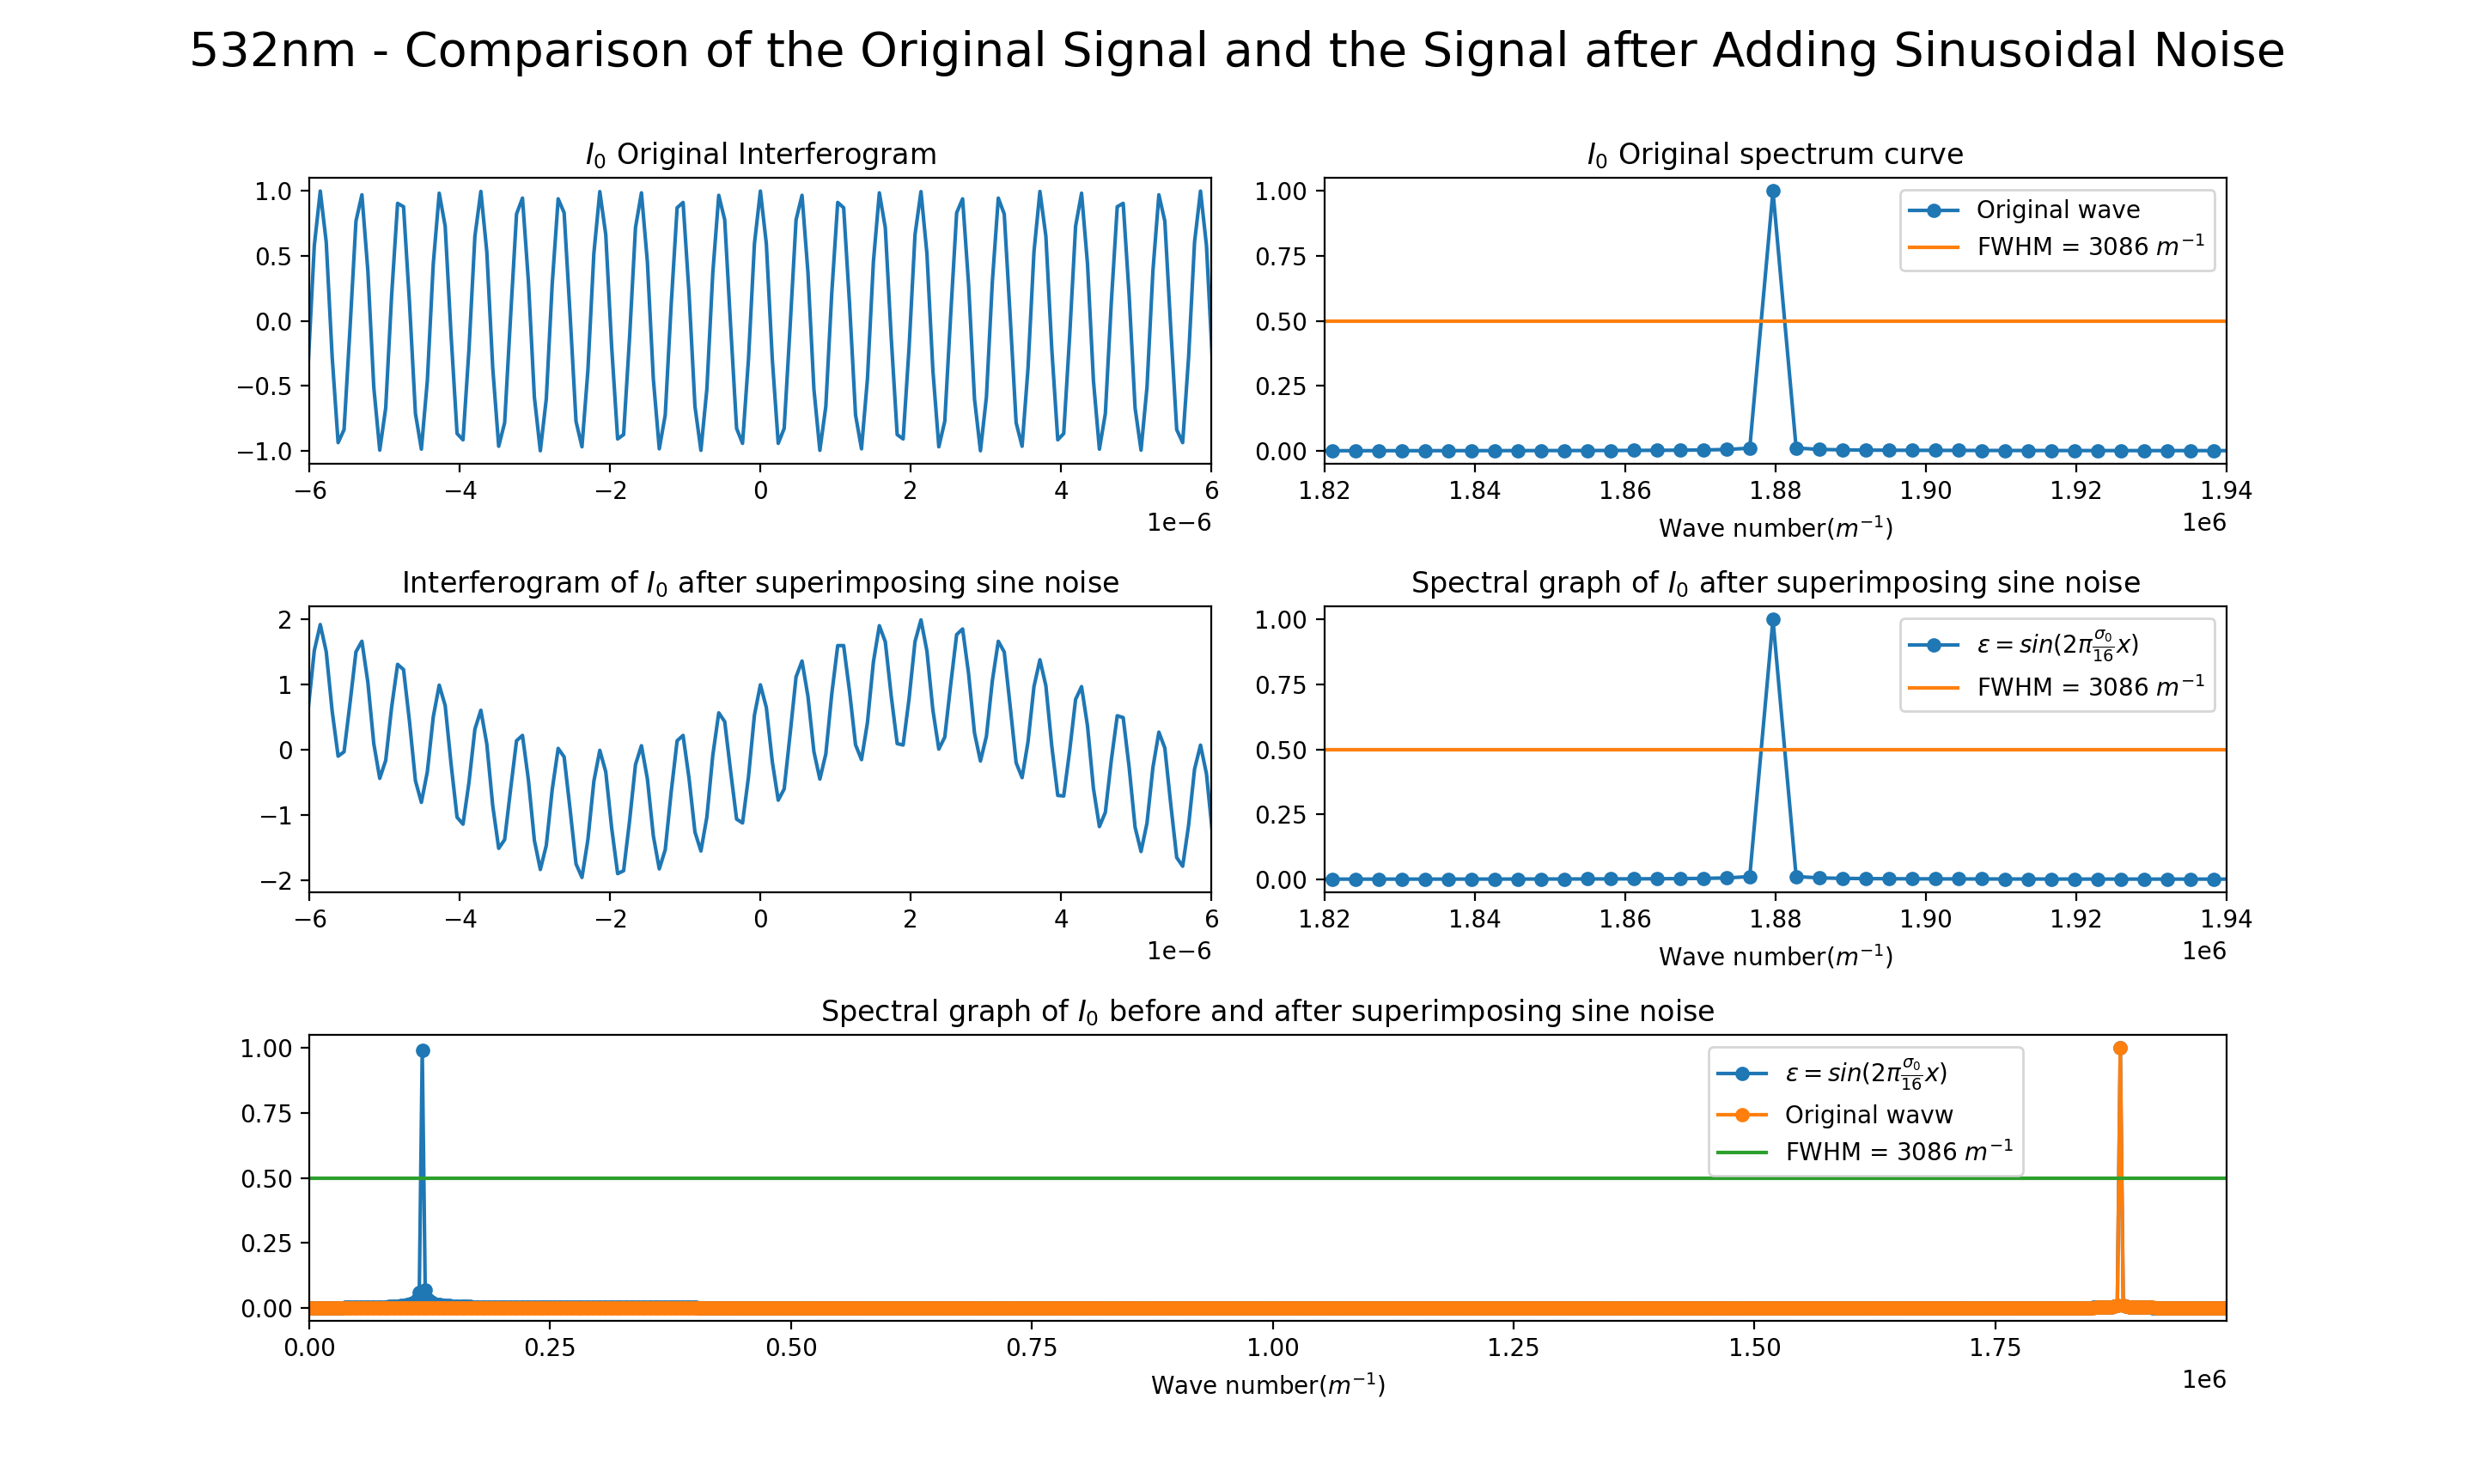 532nm - Comparison of the Original Signal and the Signal after Adding Sinusoidal Noise
I₀ Original Interferogram
1.0
0.5
0.0
−0.5
−1.0
−6 −4 −2 0 2 4 6
1e−6
I₀ Original spectrum curve
1.00
0.75
0.50
0.25
0.00
Original wave
FWHM = 3086 m⁻¹
1.82 1.84 1.86 1.88 1.90 1.92 1.94
Wave number(m⁻¹)
1e6
Interferogram of I₀ after superimposing sine noise
2
1
0
−1
−2
−6 −4 −2 0 2 4 6
1e−6
Spectral graph of I₀ after superimposing sine noise
1.00
0.75
0.50
0.25
0.00
ε = sin(2π σ₀/16 x)
FWHM = 3086 m⁻¹
1.82 1.84 1.86 1.88 1.90 1.92 1.94
Wave number(m⁻¹)
1e6
Spectral graph of I₀ before and after superimposing sine noise
1.00
0.75
0.50
0.25
0.00
ε = sin(2π σ₀/16 x)
Original wavw
FWHM = 3086 m⁻¹
0.00 0.25 0.50 0.75 1.00 1.25 1.50 1.75
Wave number(m⁻¹)
1e6